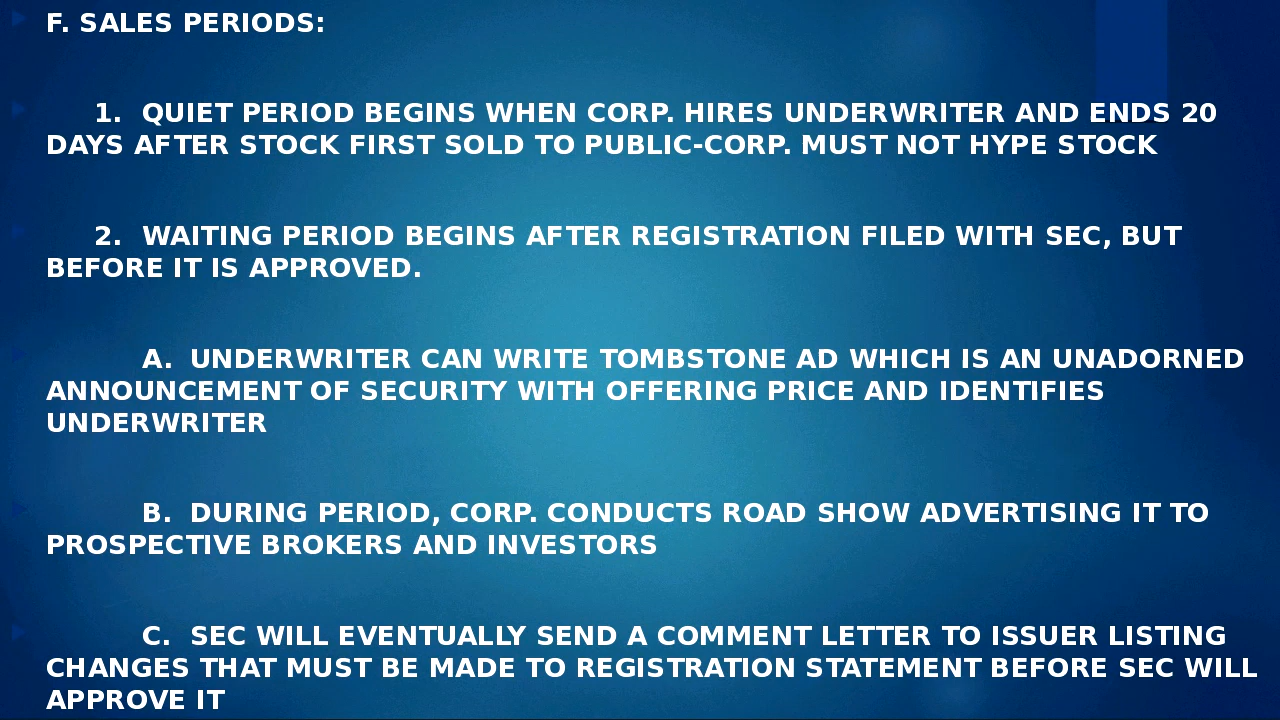 F. SALES PERIODS:
1. QUIET PERIOD BEGINS WHEN CORP. HIRES UNDERWRITER AND ENDS 20
DAYS AFTER STOCK FIRST SOLD TO PUBLIC-CORP. MUST NOT HYPE STOCK
2. WAITING PERIOD BEGINS AFTER REGISTRATION FILED WITH SEC, BUT
BEFORE IT IS APPROVED.
A. UNDERWRITER CAN WRITE TOMBSTONE AD WHICH IS AN UNADORNED
ANNOUNCEMENT OF SECURITY WITH OFFERING PRICE AND IDENTIFIES
UNDERWRITER
B. DURING PERIOD, CORP. CONDUCTS ROAD SHOW ADVERTISING IT TO
PROSPECTIVE BROKERS AND INVESTORS
C. SEC WILL EVENTUALLY SEND A COMMENT LETTER TO ISSUER LISTING
CHANGES THAT MUST BE MADE TO REGISTRATION STATEMENT BEFORE SEC WILL
APPROVE IT